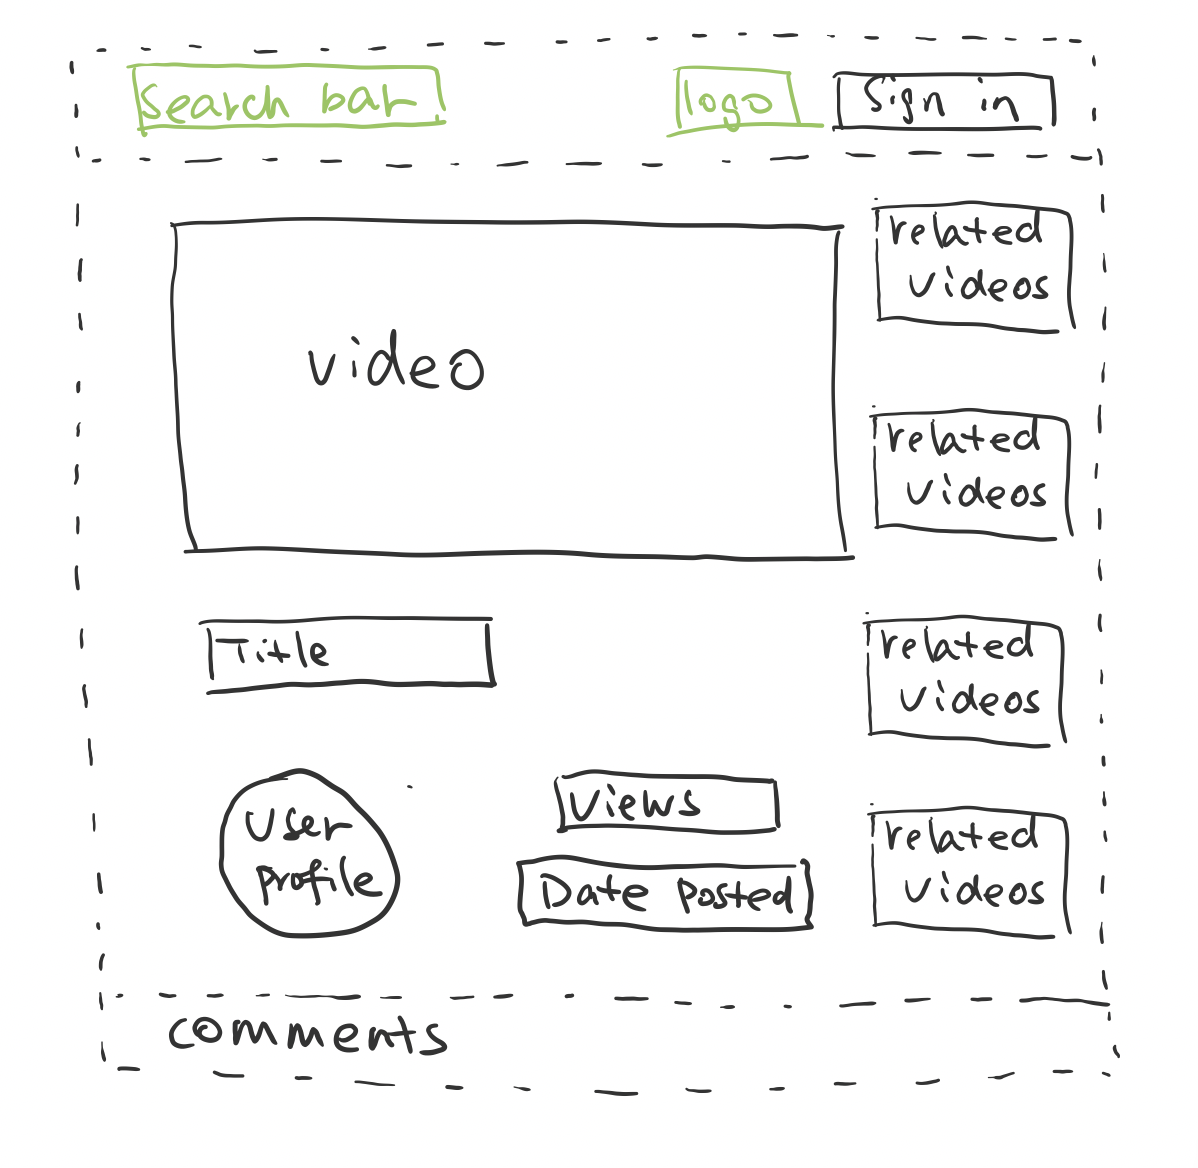 Search bar
logo
Sign in
video
related
videos
related
videos
Title
related
videos
User
profile
Views
Date Posted
related
videos
comments